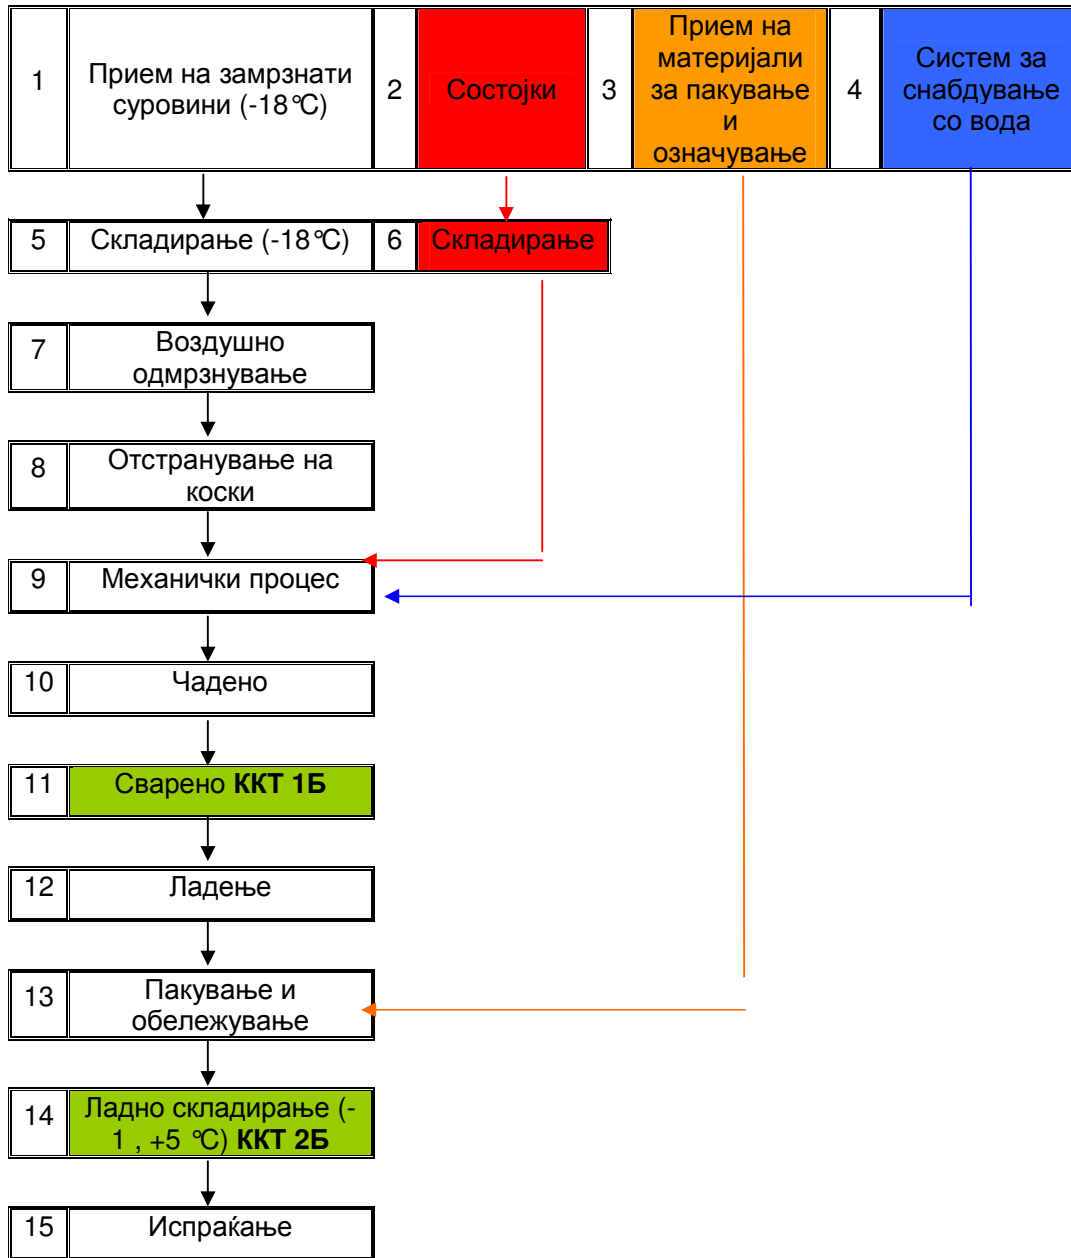 1
Прием на замрзнати
суровини (-18°C)
2
Состојки
3
Прием на
материјали
за пакување
и
означување
4
Систем за
снабдување
со вода
5
Складирање (-18°C)
6
Складирање
7
Воздушно
одмрзнување
8
Отстранување на
коски
9
Механички процес
10
Чадено
11
Сварено ККТ 1Б
12
Ладење
13
Пакување и
обележување
14
Ладно складирање (-
1 , +5 °C) ККТ 2Б
15
Испраќање